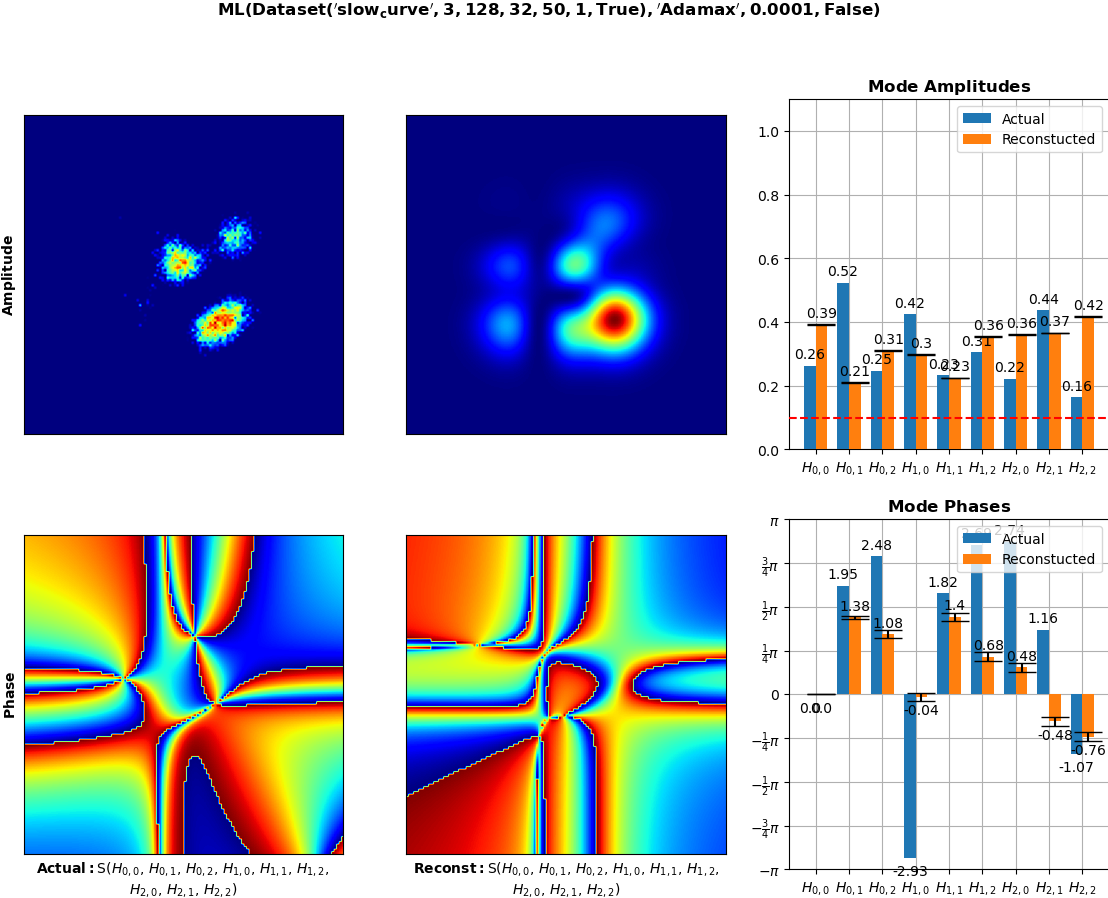 ML(Dataset('slow_curve', 3, 128, 32, 50, 1, True), 'Adamax', 0.0001, False)
Amplitude
Mode Amplitudes
Actual
Reconstucted
1.0
0.8
0.6
0.4
0.2
0.0
0.26 0.39 0.52 0.21 0.25 0.31 0.42 0.3 0.23 0.23 0.31 0.36 0.22 0.36 0.44 0.37 0.16 0.42
H0,0 H0,1 H0,2 H1,0 H1,1 H1,2 H2,0 H2,1 H2,2
Phase
Actual: S(H0,0, H0,1, H0,2, H1,0, H1,1, H1,2,
H2,0, H2,1, H2,2)
Reconst: S(H0,0, H0,1, H0,2, H1,0, H1,1, H1,2,
H2,0, H2,1, H2,2)
Mode Phases
Actual
Reconstucted
π
3/4π
1/2π
1/4π
0
−1/4π
−1/2π
−3/4π
−π
0.0 0.0 1.95 1.38 2.48 1.08 -2.93 -0.04 1.82 1.4 0.68 2.74 0.48 1.16 -0.48 -1.07 -0.76
H0,0 H0,1 H0,2 H1,0 H1,1 H1,2 H2,0 H2,1 H2,2